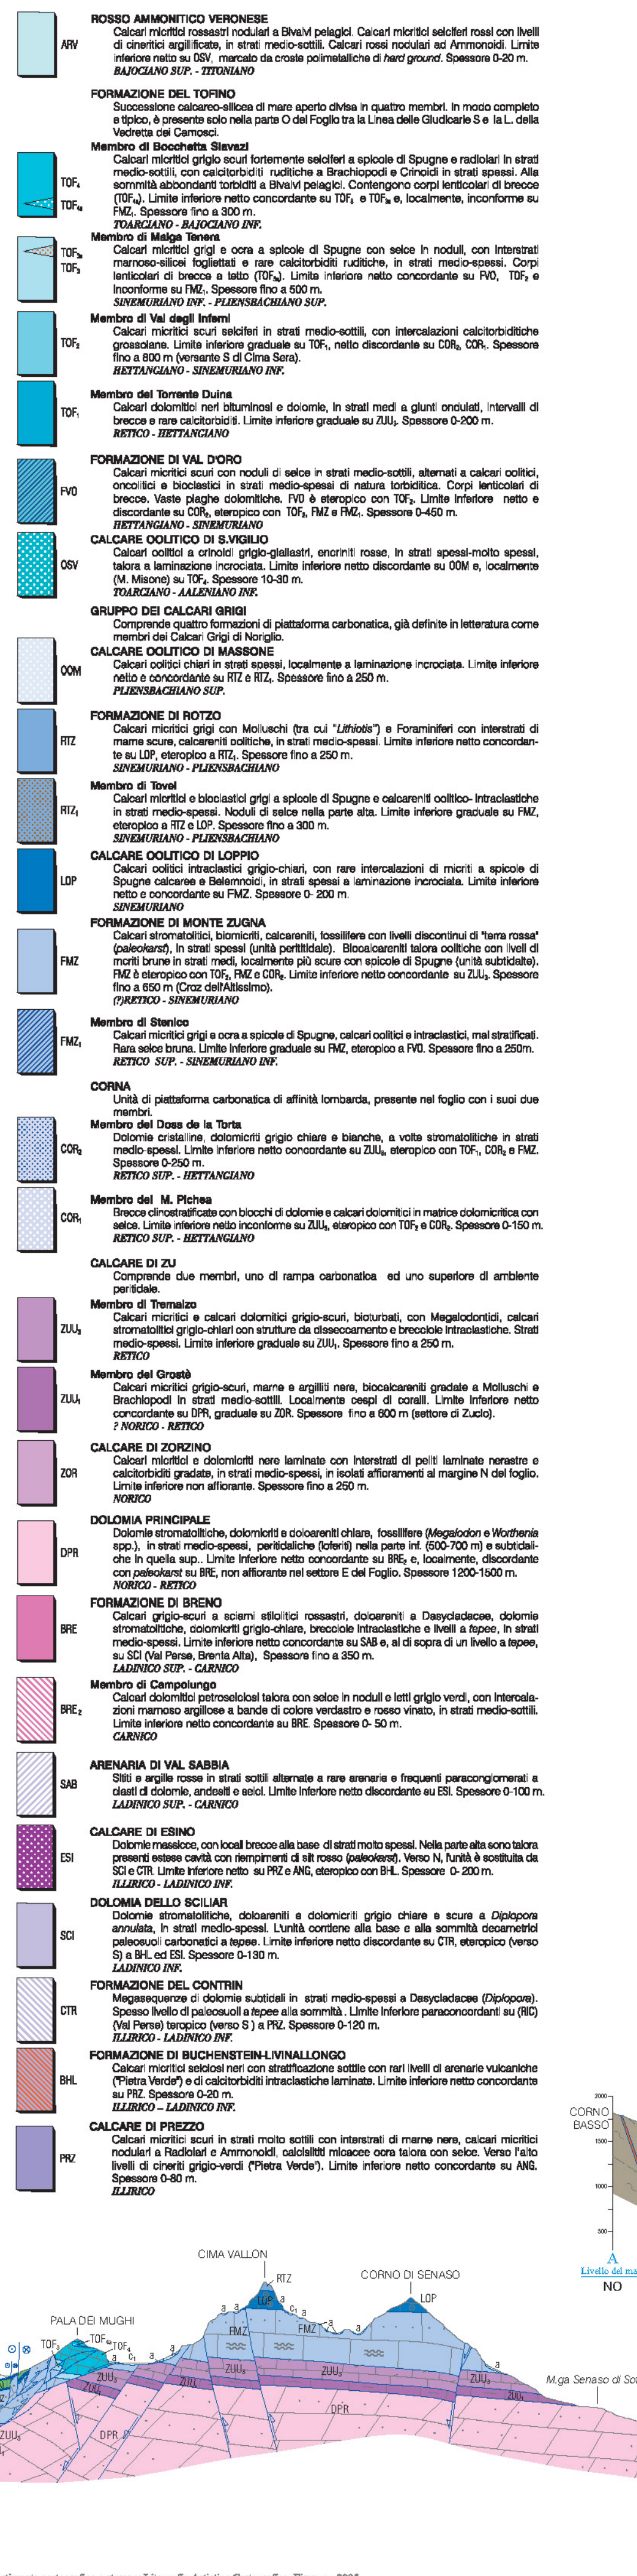 ROSSO AMMONITICO VERONESE
ARV
Calcari micritici rossastri nodulari a Bivalvi pelagici. Calcari micritici selciferi rossi con livelli
di cineritici argillificate, in strati medio-sottili. Calcari rossi nodulari ad Ammonoidi. Limite
inferiore netto su OSV, marcato da croste polimetalliche di hard ground. Spessore 0-20 m.
BAJOCIANO SUP. - TITONIANO
FORMAZIONE DEL TOFINO
Successione calcareo-silicea di mare aperto divisa in quattro membri. In modo completo
e tipico, è presente solo nella parte O del Foglio tra la Linea delle Giudicarie S e la L. della
Vedretta dei Camosci.
Membro di Bocchetta Slavazi
TOF₄
TOF₄ₐ
Calcari micritici grigio scuri fortemente selciferi a spicole di Spugne e radiolari in strati
medio-sottili, con calcitorbiditi ruditiche a Brachiopodi e Crinoidi in strati spessi. Alla
sommità abbondanti torbiditi a Bivalvi pelagici. Contengono corpi lenticolari di brecce
(TOF₄ₐ). Limite inferiore netto concordante su TOF₃ e TOF₃ₐ e, localmente, inconforme su
FMZ₁. Spessore fino a 300 m.
TOARCIANO - BAJOCIANO INF.
Membro di Malga Tenera
TOF₃ₐ
TOF₃
Calcari micritici grigi e ocra a spicole di Spugne con selce in noduli, con interstrati
marnoso-silicei fogliettati e rare calcitorbiditi ruditiche, in strati medio-spessi. Corpi
lenticolari di brecce a tetto (TOF₃ₐ). Limite inferiore netto concordante su FVO, TOF₂ e
inconforme su FMZ₁. Spessore fino a 500 m.
SINEMURIANO INF. - PLIENSBACHIANO SUP.
Membro di Val degli Inferni
TOF₂
Calcari micritici scuri selciferi in strati medio-sottili, con intercalazioni calcitorbiditiche
grossolane. Limite inferiore graduale su TOF₁, netto discordante su COR₂, COR₁. Spessore
fino a 800 m (versante S di Cima Sera).
HETTANGIANO - SINEMURIANO INF.
Membro del Torrente Duina
TOF₁
Calcari dolomitici neri bituminosi e dolomie, in strati medi a giunti ondulati, intervalli di
brecce e rare calcitorbiditi. Limite inferiore graduale su ZUU₃. Spessore 0-200 m.
RETICO - HETTANGIANO
FORMAZIONE DI VAL D'ORO
FVO
Calcari micritici scuri con noduli di selce in strati medio-sottili, alternati a calcari oolitici,
oncolitici e bioclastici in strati medio-spessi di natura torbiditica. Corpi lenticolari di
brecce. Vaste plaghe dolomitiche. FVO è eteropico con TOF₂. Limite inferiore netto e
discordante su COR₂, eteropico con TOF₂, FMZ e FMZ₁. Spessore 0-450 m.
HETTANGIANO - SINEMURIANO
CALCARE OOLITICO DI S.VIGILIO
OSV
Calcari oolitici a crinoidi grigio-giallastri, encriniti rosse, in strati spessi-molto spessi,
talora a laminazione incrociata. Limite inferiore netto discordante su OOM e, localmente
(M. Misone) su TOF₄. Spessore 10-30 m.
TOARCIANO - AALENIANO INF.
GRUPPO DEI CALCARI GRIGI
Comprende quattro formazioni di piattaforma carbonatica, già definite in letteratura come
membri dei Calcari Grigi di Noriglio.
CALCARE OOLITICO DI MASSONE
OOM
Calcari oolitici chiari in strati spessi, localmente a laminazione incrociata. Limite inferiore
netto e concordante su RTZ e RTZ₁. Spessore fino a 250 m.
PLIENSBACHIANO SUP.
FORMAZIONE DI ROTZO
RTZ
Calcari micritici grigi con Molluschi (tra cui "Lithiotis") e Foraminiferi con interstrati di
marne scure, calcareniti oolitiche, in strati medio-spessi. Limite inferiore netto concordan-
te su LOP, eteropico a RTZ₁. Spessore fino a 250 m.
SINEMURIANO - PLIENSBACHIANO
Membro di Tovel
RTZ₁
Calcari micritici e bioclastici grigi a spicole di Spugne e calcareniti oolitico- intraclastiche
in strati medio-spessi. Noduli di selce nella parte alta. Limite inferiore graduale su FMZ,
eteropico a RTZ e LOP. Spessore fino a 300 m.
SINEMURIANO - PLIENSBACHIANO
CALCARE OOLITICO DI LOPPIO
LOP
Calcari oolitici intraclastici grigio-chiari, con rare intercalazioni di micriti a spicole di
Spugne calcaree e Belemnoidi, in strati spessi a laminazione incrociata. Limite inferiore
netto e concordante su FMZ. Spessore 0- 200 m.
SINEMURIANO
FORMAZIONE DI MONTE ZUGNA
FMZ
Calcari stromatolitici, biomicriti, calcareniti, fossilifere con livelli discontinui di "terra rossa"
(paleokarst), in strati spessi (unità peritidale). Biocalcareniti talora oolitiche con livelli di
mcriti brune in strati medi, localmente più scure con spicole di Spugne (unità subtidalte).
FMZ è eteropico con TOF₂, FMZ e COR₂. Limite inferiore netto concordante su ZUU₃. Spessore
fino a 650 m (Croz dell'Altissimo).
(?)RETICO - SINEMURIANO
Membro di Stenico
FMZ₁
Calcari micritici grigi e ocra a spicole di Spugne, calcari oolitici e intraclastici, mal stratificati.
Rara selce bruna. Limite inferiore graduale su FMZ, eteropico a FVO. Spessore fino a 250m.
RETICO SUP. - SINEMURIANO INF.
CORNA
Unità di piattaforma carbonatica di affinità lombarda, presente nel foglio con i suoi due
membri.
Membro del Doss de la Torta
COR₂
Dolomie cristalline, dolomicriti grigio chiare e bianche, a volte stromatolitiche in strati
medio-spessi. Limite inferiore netto concordante su ZUU₃, eteropico con TOF₁, COR₂ e FMZ.
Spessore 0-250 m.
RETICO SUP. - HETTANGIANO
Membro del M. Pichea
COR₁
Brecce clinostratificate con blocchi di dolomie e calcari dolomitici in matrice dolomicritica con
selce. Limite inferiore netto inconforme su ZUU₃, eteropico con TOF₂ e COR₂. Spessore 0-150 m.
RETICO SUP. - HETTANGIANO
CALCARE DI ZU
Comprende due membri, uno di rampa carbonatica ed uno superiore di ambiente
peritidale.
Membro di Tremalzo
ZUU₃
Calcari micritici e calcari dolomitici grigio-scuri, bioturbati, con Megalodontidi, calcari
stromatolitici grigio-chiari con strutture da disseccamento e brecciole intraclastiche. Strati
medio-spessi. Limite inferiore graduale su ZUU₁. Spessore fino a 250 m.
RETICO
Membro del Grostè
ZUU₁
Calcari micritici grigio-scuri, marne e argilliti nere, biocalcareniti gradate a Molluschi e
Brachiopodi in strati medio-sottili. Localmente cespi di coralli. Limite inferiore netto
concordante su DPR, graduale su ZOR. Spessore fino a 600 m (settore di Zuclo).
? NORICO - RETICO
CALCARE DI ZORZINO
ZOR
Calcari micritici e dolomicriti nere laminate con interstrati di peliti laminate nerastre e
calcitorbiditi gradate, in strati medio-spessi, in isolati affioramenti al margine N del foglio.
Limite inferiore non affiorante. Spessore fino a 250 m.
NORICO
DOLOMIA PRINCIPALE
DPR
Dolomie stromatolitiche, dolomicriti e doloareniti chiare, fossilifere (Megalodon e Worthenia
spp.), in strati medio-spessi, peritidaliche (loferiti) nella parte inf. (500-700 m) e subtidali-
che in quella sup.. Limite inferiore netto concordante su BRE₂ e, localmente, discordante
con paleokarst su BRE, non affiorante nel settore E del Foglio. Spessore 1200-1500 m.
NORICO - RETICO
FORMAZIONE DI BRENO
BRE
Calcari grigio-scuri a sciami stilolitici rossastri, doloareniti a Dasycladacee, dolomie
stromatolitiche, dolomicriti grigio-chiare, brecciole intraclastiche e livelli a tepee, in strati
medio-spessi. Limite inferiore netto concordante su SAB e, al di sopra di un livello a tepee,
su SCI (Val Perse, Brenta Alta), Spessore fino a 350 m.
LADINICO SUP. - CARNICO
Membro di Campolungo
BRE₂
Calcari dolomitici petroselciosi talora con selce in noduli e letti grigio verdi, con intercala-
zioni marnoso argillose a bande di colore verdastro e rosso vinato, in strati medio-sottili.
Limite inferiore netto concordante su BRE. Spessore 0- 50 m.
CARNICO
ARENARIA DI VAL SABBIA
SAB
Siltiti e argille rosse in strati sottili alternate a rare arenarie e frequenti paraconglomerati a
clasti di dolomie, andesiti e selci. Limite inferiore netto discordante su ESI. Spessore 0-100 m.
LADINICO SUP. - CARNICO
CALCARE DI ESINO
ESI
Dolomie massicce, con locali brecce alla base di strati molto spessi. Nella parte alta sono talora
presenti estese cavità con riempimenti di silt rosso (paleokarst). Verso N, l'unità è sostituita da
SCI e CTR. Limite inferiore netto su PRZ e ANG, eteropico con BHL. Spessore 0- 200 m.
ILLIRICO - LADINICO INF.
DOLOMIA DELLO SCILIAR
SCI
Dolomie stromatolitiche, doloareniti e dolomicriti grigio chiare e scure a Diplopora
annulata, in strati medio-spessi. L'unità contiene alla base e alla sommità decametrici
paleosuoli carbonatici a tepee. Limite inferiore netto discordante su CTR, eteropico (verso
S) a BHL ed ESI. Spessore 0-130 m.
LADINICO INF.
FORMAZIONE DEL CONTRIN
CTR
Megasequenze di dolomie subtidali in strati medio-spessi a Dasycladacee (Diplopore).
Spesso livello di paleosuoli a tepee alla sommità . Limite inferiore paraconcordanti su (RIC)
(Val Perse) teropico (verso S ) a PRZ. Spessore 0-120 m.
ILLIRICO - LADINICO INF.
FORMAZIONE DI BUCHENSTEIN-LIVINALLONGO
BHL
Calcari micritici selciosi neri con stratificazione sottile con rari livelli di arenarie vulcaniche
("Pietra Verde") e di calcitorbiditi intraclastiche laminate. Limite inferiore netto concordante
su PRZ. Spessore 0-20 m.
ILLIRICO – LADINICO INF.
CALCARE DI PREZZO
PRZ
Calcari micritici scuri in strati molto sottili con interstrati di marne nere, calcari micritici
nodulari a Radiolari e Ammonoidi, calcisiltiti micacee ocra talora con selce. Verso l'alto
livelli di cineriti grigio-verdi ("Pietra Verde"). Limite inferiore netto concordante su ANG.
Spessore 0-80 m.
ILLIRICO
2000
CORNO
BASSO
1500
1000
500
A
Livello del ma
NO
CIMA VALLON
RTZ
CORNO DI SENASO
LOP
LOP
a a a c₁ a a
FMZ
FMZ
PALA DEI MUGHI
TOF₃
TOF₄ₐ
TOF₄
a c₁ a a
a
ZUU₃
ZUU₁
ZUU₃
ZUU₁
ZUU₃
ZUU₃
ZUU₁
M.ga Senaso di Sot
DPR
DPR
ZUU₃